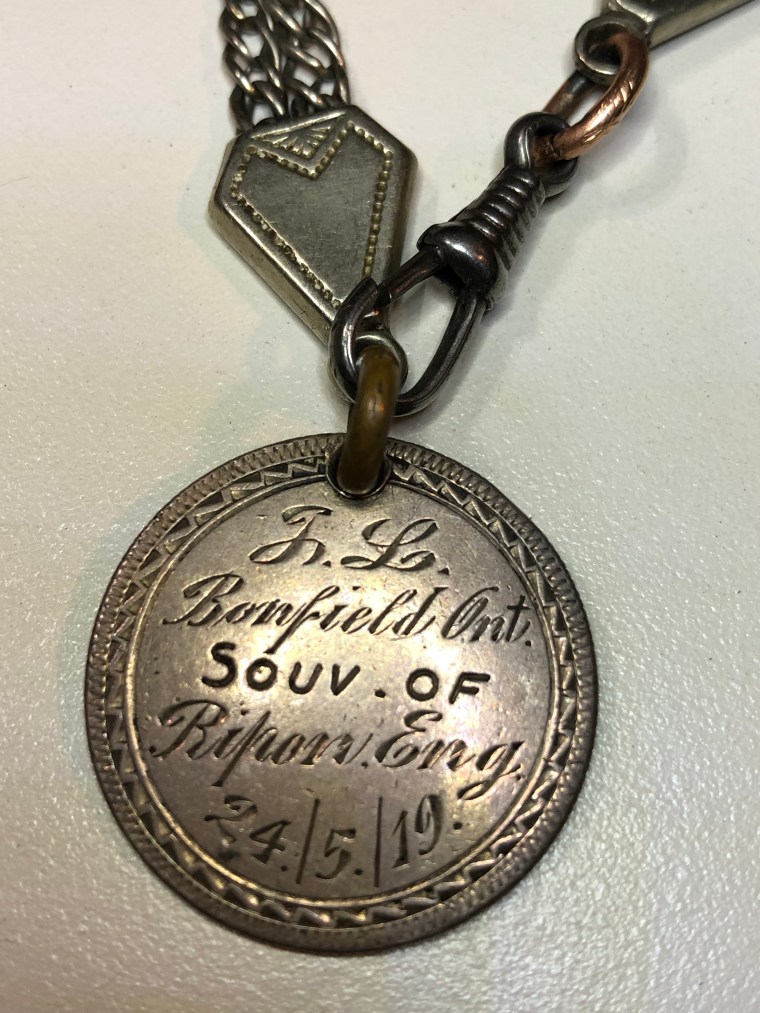 J. L.
Bonfield Ont.
SOUV. OF
Ripon. Eng.
24./5./19.